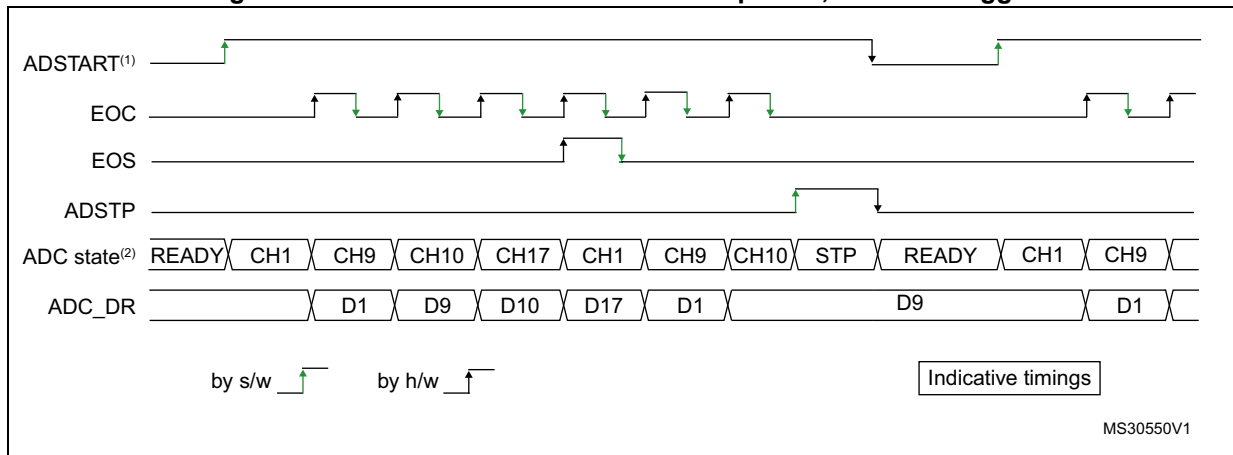 ADSTART(1)
EOC
EOS
ADSTP
ADC state(2) READY CH1 CH9 CH10 CH17 CH1 CH9 CH10 STP READY CH1 CH9
ADC_DR D1 D9 D10 D17 D1 D9 D1
by s/w by h/w Indicative timings
MS30550V1